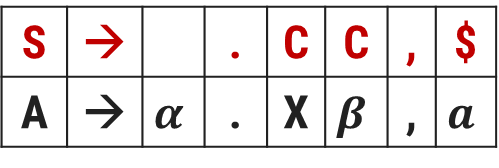 S → . C C , $
A → α . X β , a